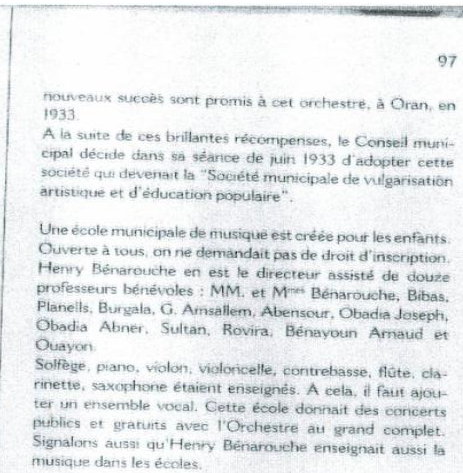 97
nouveaux succès sont promis à cet orchestre, à Oran, en
1933.
A la suite de ces brillantes récompenses, le Conseil muni-
cipal décide dans sa séance de juin 1933 d'adopter cette
société qui devenait la "Société municipale de vulgarisation
artistique et d'éducation populaire".
Une école municipale de musique est créée pour les enfants.
Ouverte à tous, on ne demandait pas de droit d'inscription.
Henry Bénarouche en est le directeur assisté de douze
professeurs bénévoles : MM. et Mmes Bénarouche, Bibas,
Planells, Burgala, G. Amsallem, Abensour, Obadia Joseph,
Obadia Abner, Sultan, Rovira, Bénayoun Arnaud et
Ouayon.
Solfège, piano, violon, violoncelle, contrebasse, flûte, cla-
rinette, saxophone étaient enseignés. A cela, il faut ajou-
ter un ensemble vocal. Cette école donnait des concerts
publics et gratuits avec l'Orchestre au grand complet.
Signalons aussi qu'Henry Bénarouche enseignait aussi la
musique dans les écoles.